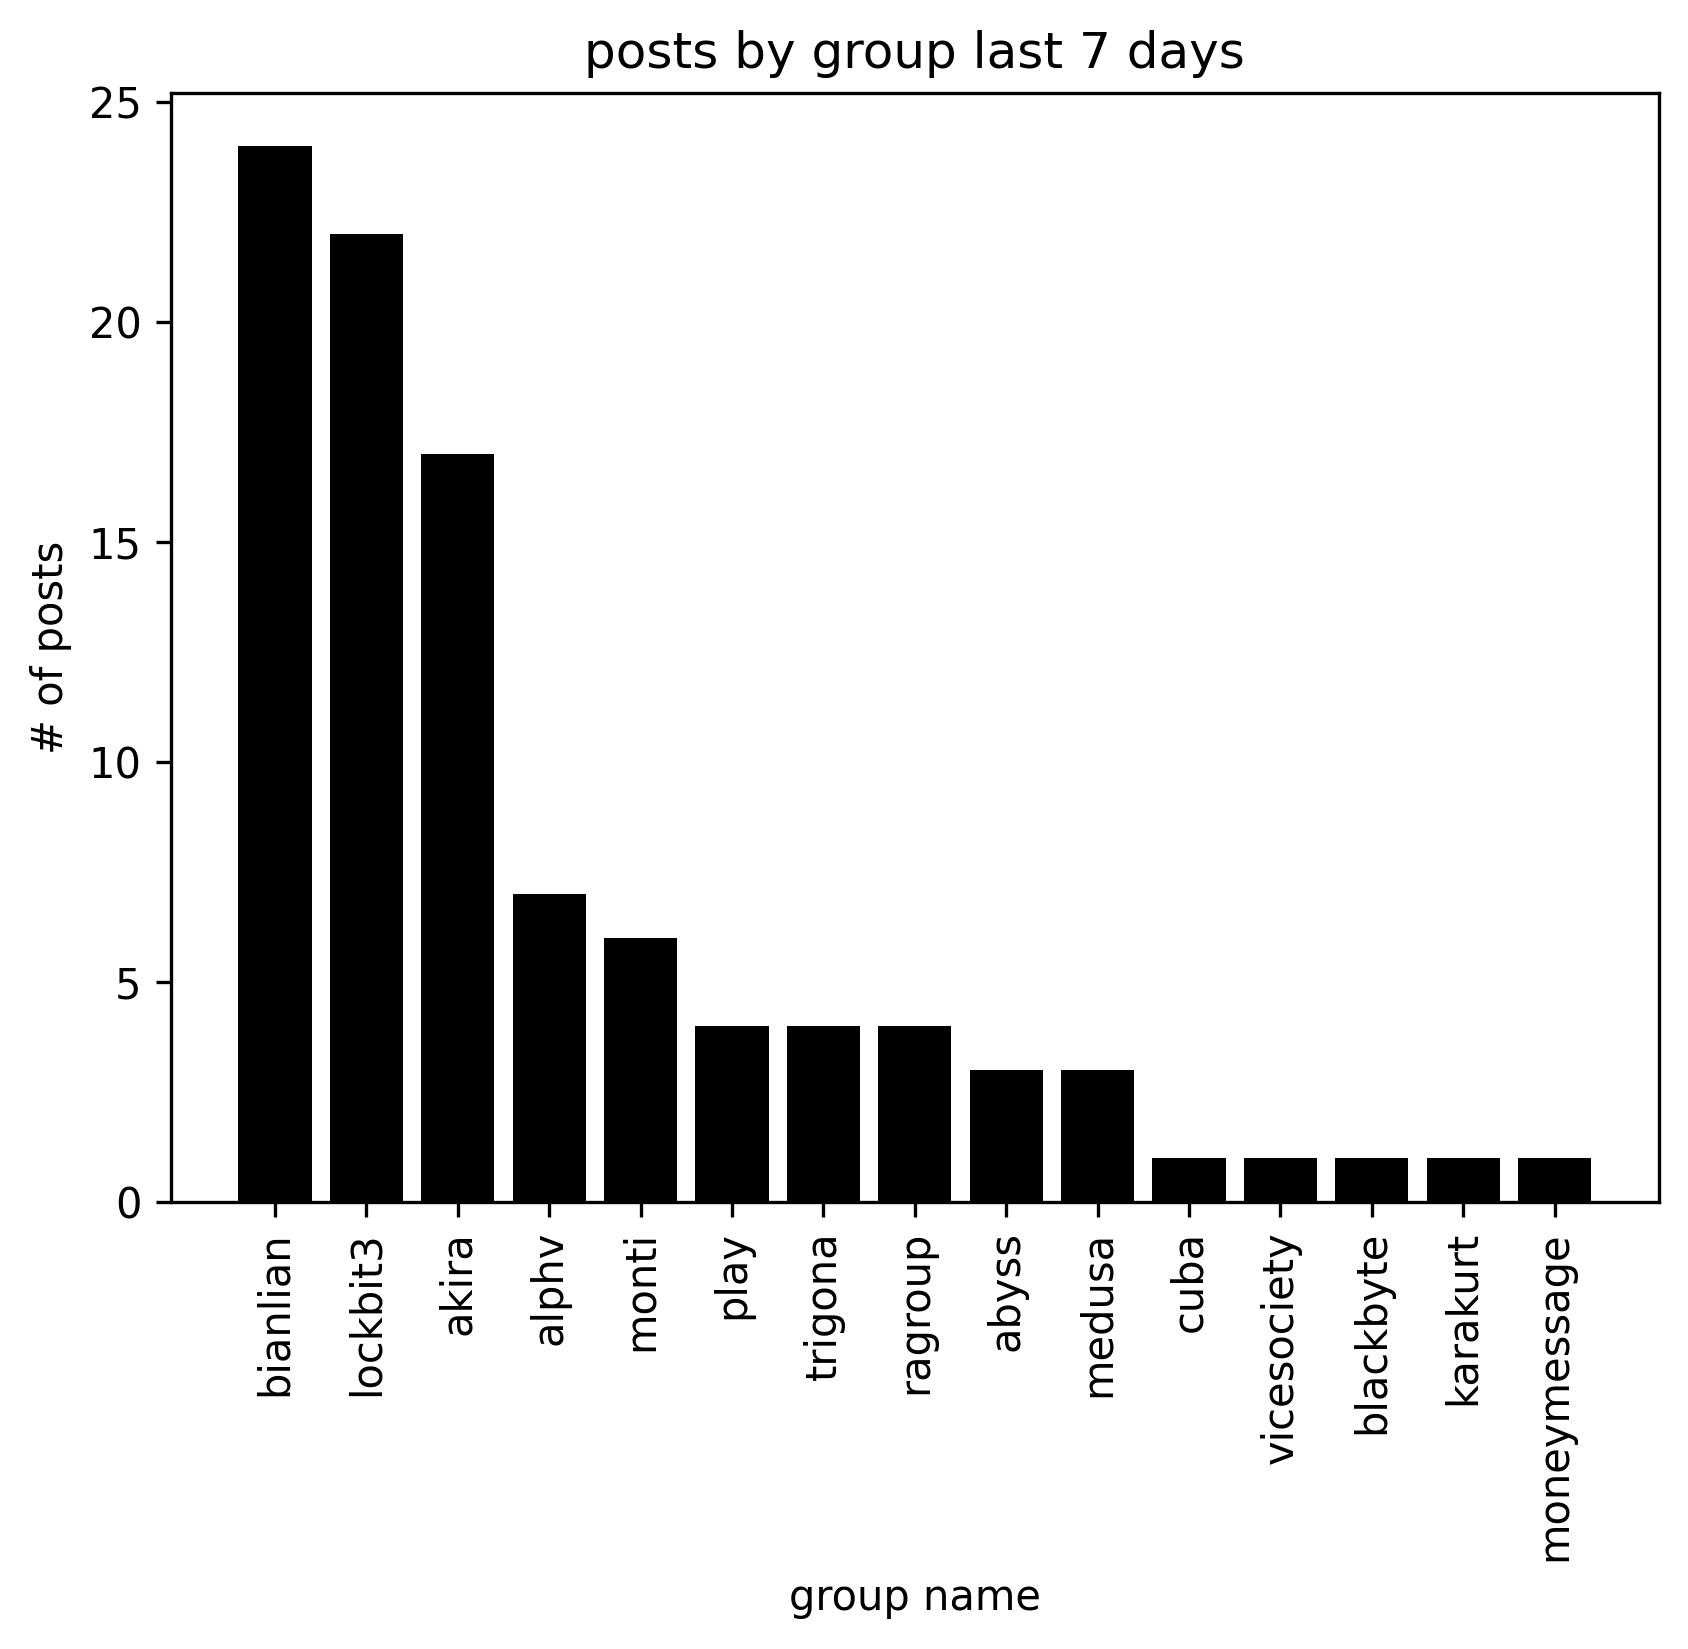 posts by group last 7 days
25
20
15
10
5
0
# of posts
bianlian
lockbit3
akira
alphv
monti
play
trigona
ragroup
abyss
medusa
cuba
vicesociety
blackbyte
karakurt
moneymessage
group name